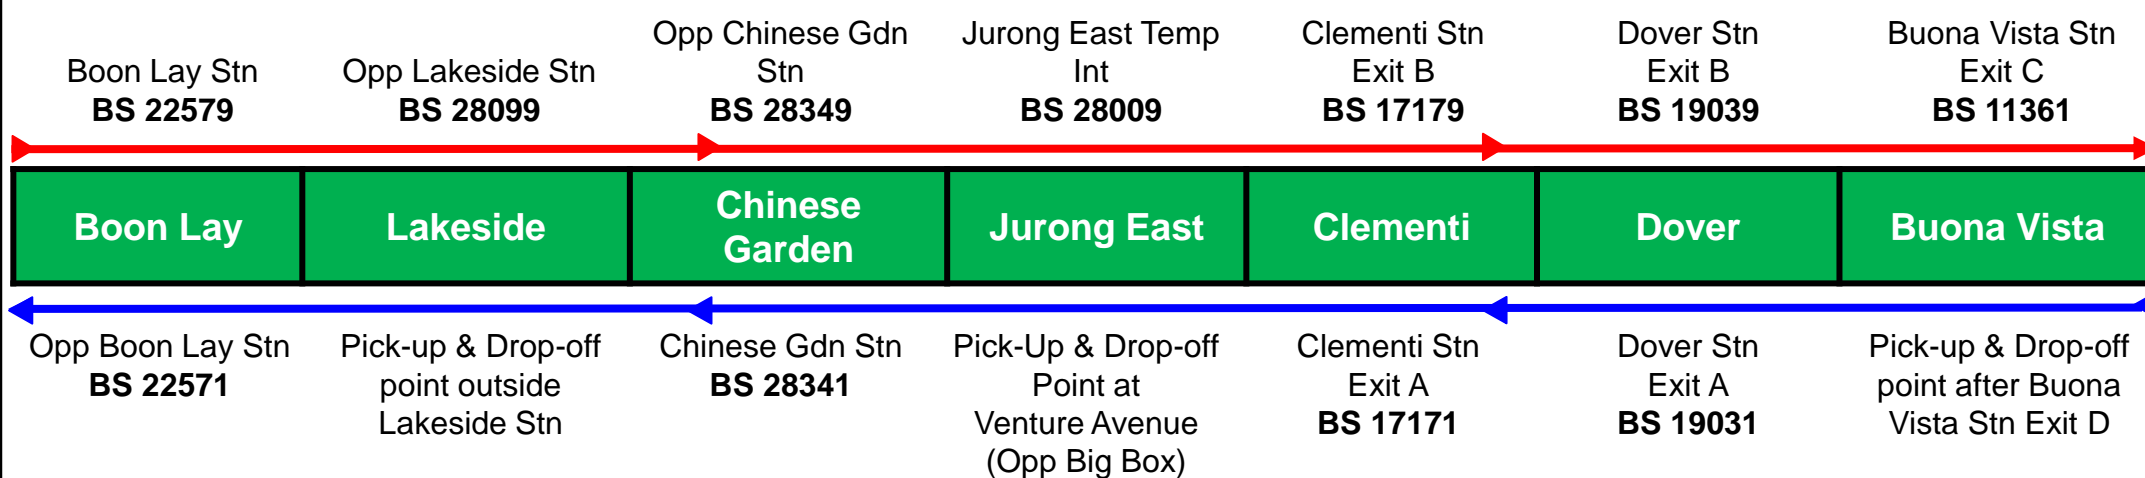 Boon Lay Stn
BS 22579
Opp Lakeside Stn
BS 28099
Opp Chinese Gdn
Stn
BS 28349
Jurong East Temp
Int
BS 28009
Clementi Stn
Exit B
BS 17179
Dover Stn
Exit B
BS 19039
Buona Vista Stn
Exit C
BS 11361
Boon Lay
Lakeside
Chinese
Garden
Jurong East
Clementi
Dover
Buona Vista
Opp Boon Lay Stn
BS 22571
Pick-up & Drop-off
point outside
Lakeside Stn
Chinese Gdn Stn
BS 28341
Pick-Up & Drop-off
Point at
Venture Avenue
(Opp Big Box)
Clementi Stn
Exit A
BS 17171
Dover Stn
Exit A
BS 19031
Pick-up & Drop-off
point after Buona
Vista Stn Exit D